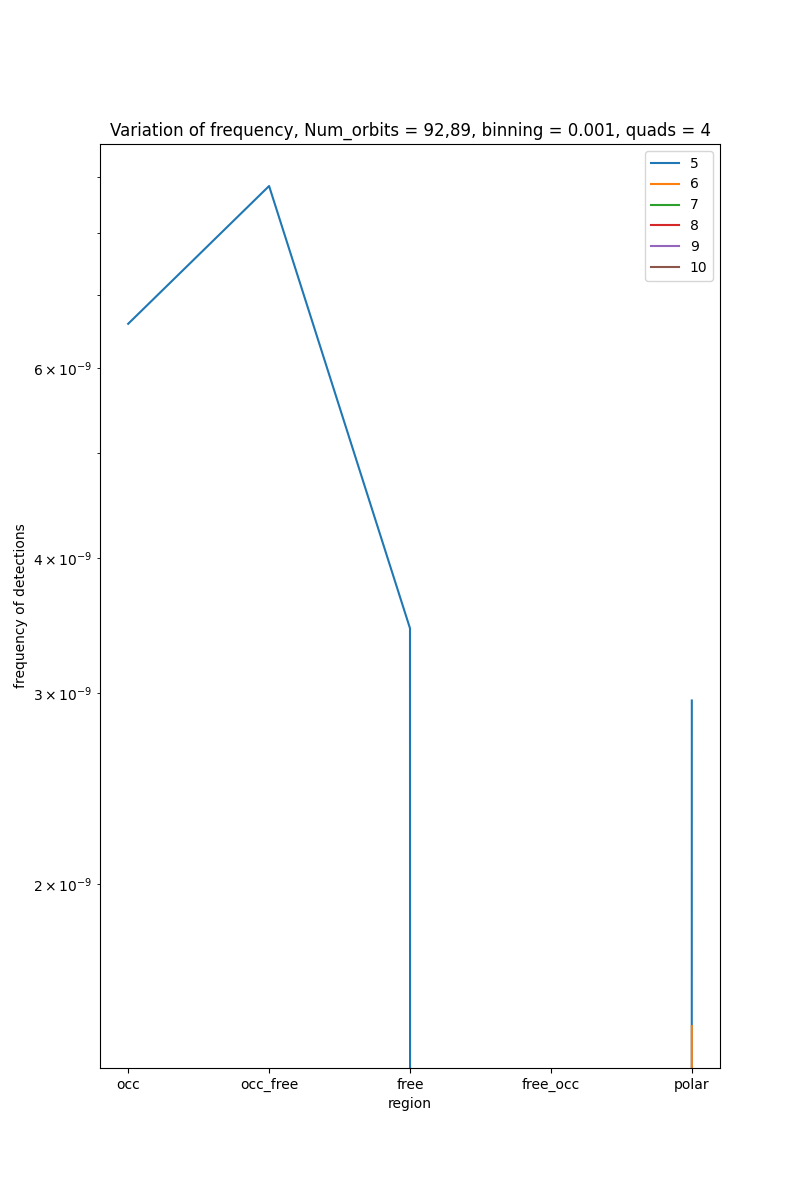 Variation of frequency, Num_orbits = 92,89, binning = 0.001, quads = 4
5
6
7
8
9
10
6 × 10⁻⁹
4 × 10⁻⁹
3 × 10⁻⁹
2 × 10⁻⁹
frequency of detections
occ occ_free free free_occ polar
region